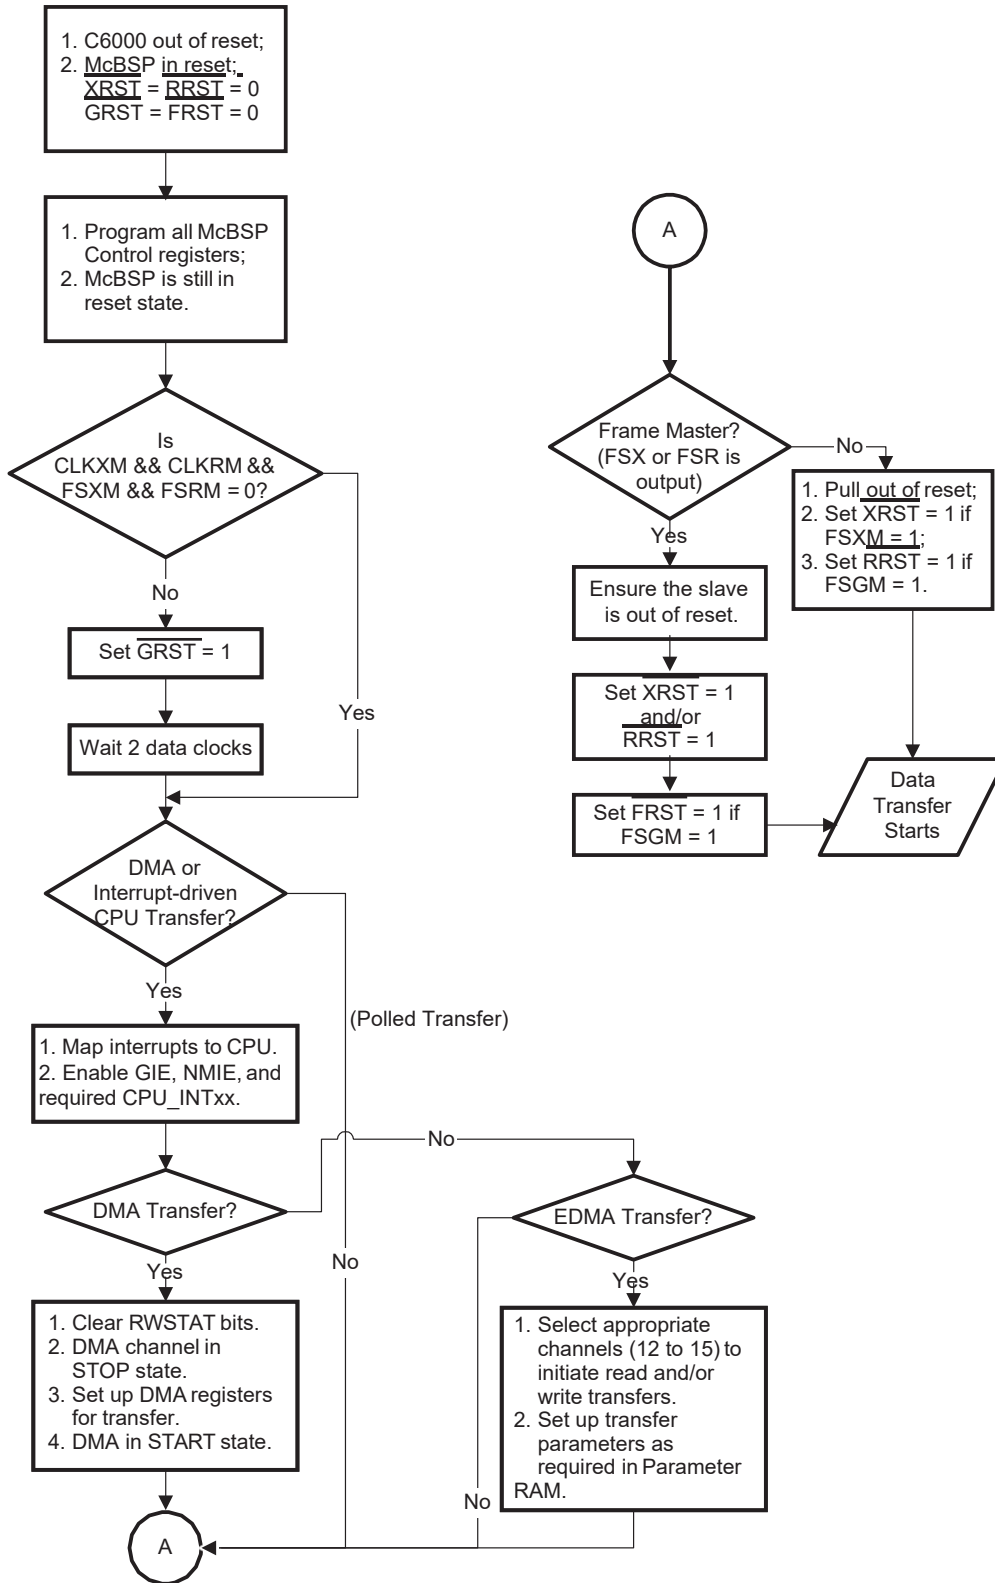 1. C6000 out of reset;
2. McBSP in reset;
XRST = RRST = 0
GRST = FRST = 0
1. Program all McBSP
Control registers;
2. McBSP is still in
reset state.
Is
CLKXM && CLKRM &&
FSXM && FSRM = 0?
No
Set GRST = 1
Yes
Wait 2 data clocks
DMA or
Interrupt-driven
CPU Transfer?
Yes
(Polled Transfer)
1. Map interrupts to CPU.
2. Enable GIE, NMIE, and
required CPU_INTxx.
No
DMA Transfer?
EDMA Transfer?
No
Yes
Yes
1. Clear RWSTAT bits.
2. DMA channel in
STOP state.
3. Set up DMA registers
for transfer.
4. DMA in START state.
1. Select appropriate
channels (12 to 15) to
initiate read and/or
write transfers.
2. Set up transfer
parameters as
required in Parameter
RAM.
No
A
A
Frame Master?
(FSX or FSR is
output)
No
Yes
1. Pull out of reset;
2. Set XRST = 1 if
FSXM = 1;
3. Set RRST = 1 if
FSGM = 1.
Ensure the slave
is out of reset.
Set XRST = 1
and/or
RRST = 1
Set FRST = 1 if
FSGM = 1
Data
Transfer
Starts